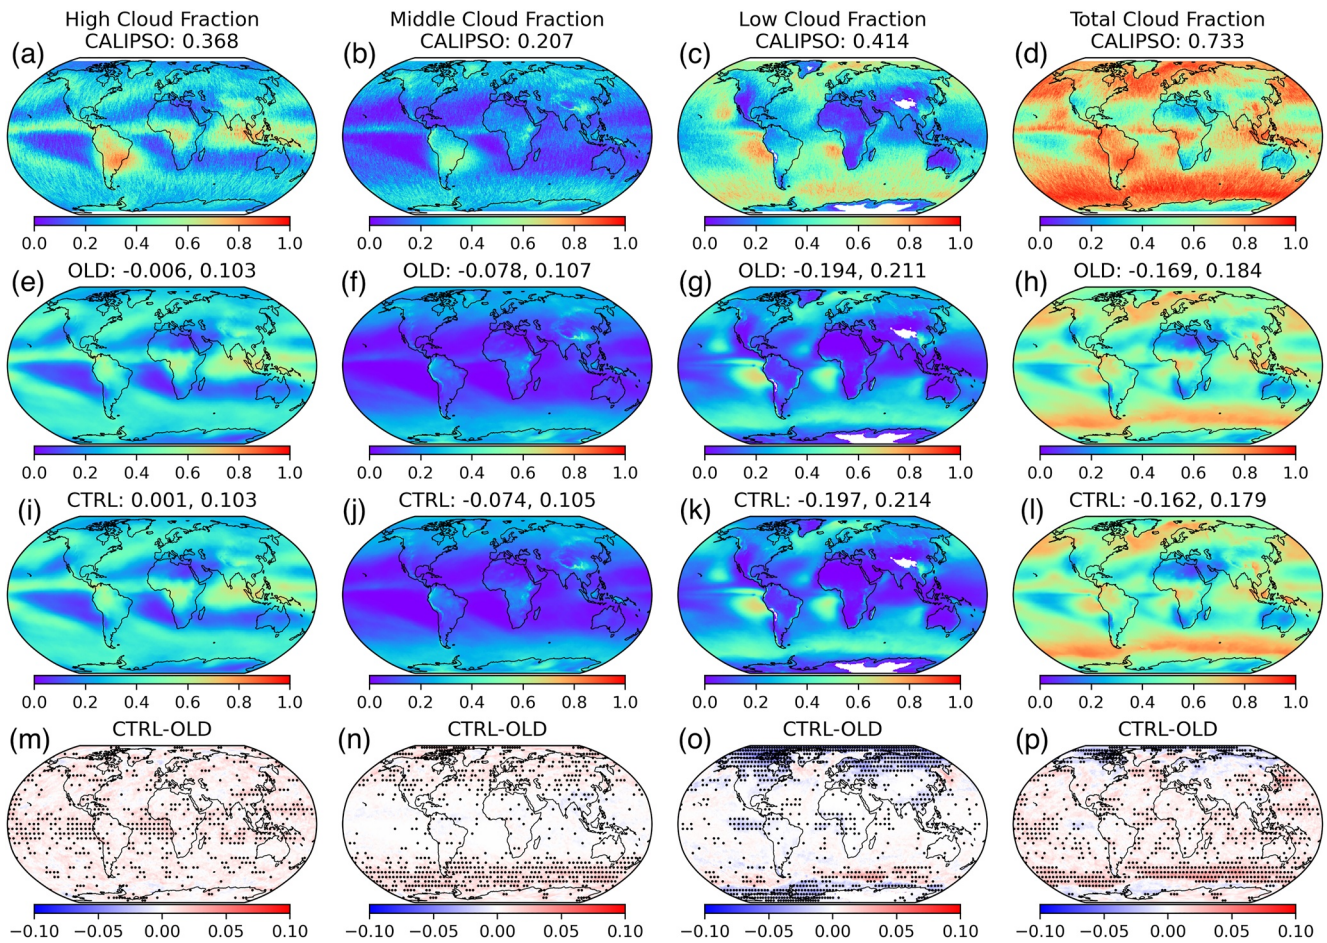 High Cloud Fraction Middle Cloud Fraction Low Cloud Fraction Total Cloud Fraction
(a) CALIPSO: 0.368 (b) CALIPSO: 0.207 (c) CALIPSO: 0.414 (d) CALIPSO: 0.733
0.0 0.2 0.4 0.6 0.8 1.0 0.0 0.2 0.4 0.6 0.8 1.0 0.0 0.2 0.4 0.6 0.8 1.0 0.0 0.2 0.4 0.6 0.8 1.0
(e) OLD: -0.006, 0.103 (f) OLD: -0.078, 0.107 (g) OLD: -0.194, 0.211 (h) OLD: -0.169, 0.184
0.0 0.2 0.4 0.6 0.8 1.0 0.0 0.2 0.4 0.6 0.8 1.0 0.0 0.2 0.4 0.6 0.8 1.0 0.0 0.2 0.4 0.6 0.8 1.0
(i) CTRL: 0.001, 0.103 (j) CTRL: -0.074, 0.105 (k) CTRL: -0.197, 0.214 (l) CTRL: -0.162, 0.179
0.0 0.2 0.4 0.6 0.8 1.0 0.0 0.2 0.4 0.6 0.8 1.0 0.0 0.2 0.4 0.6 0.8 1.0 0.0 0.2 0.4 0.6 0.8 1.0
(m) CTRL-OLD (n) CTRL-OLD (o) CTRL-OLD (p) CTRL-OLD
−0.10 −0.05 0.00 0.05 0.10 −0.10 −0.05 0.00 0.05 0.10 −0.10 −0.05 0.00 0.05 0.10 −0.10 −0.05 0.00 0.05 0.10